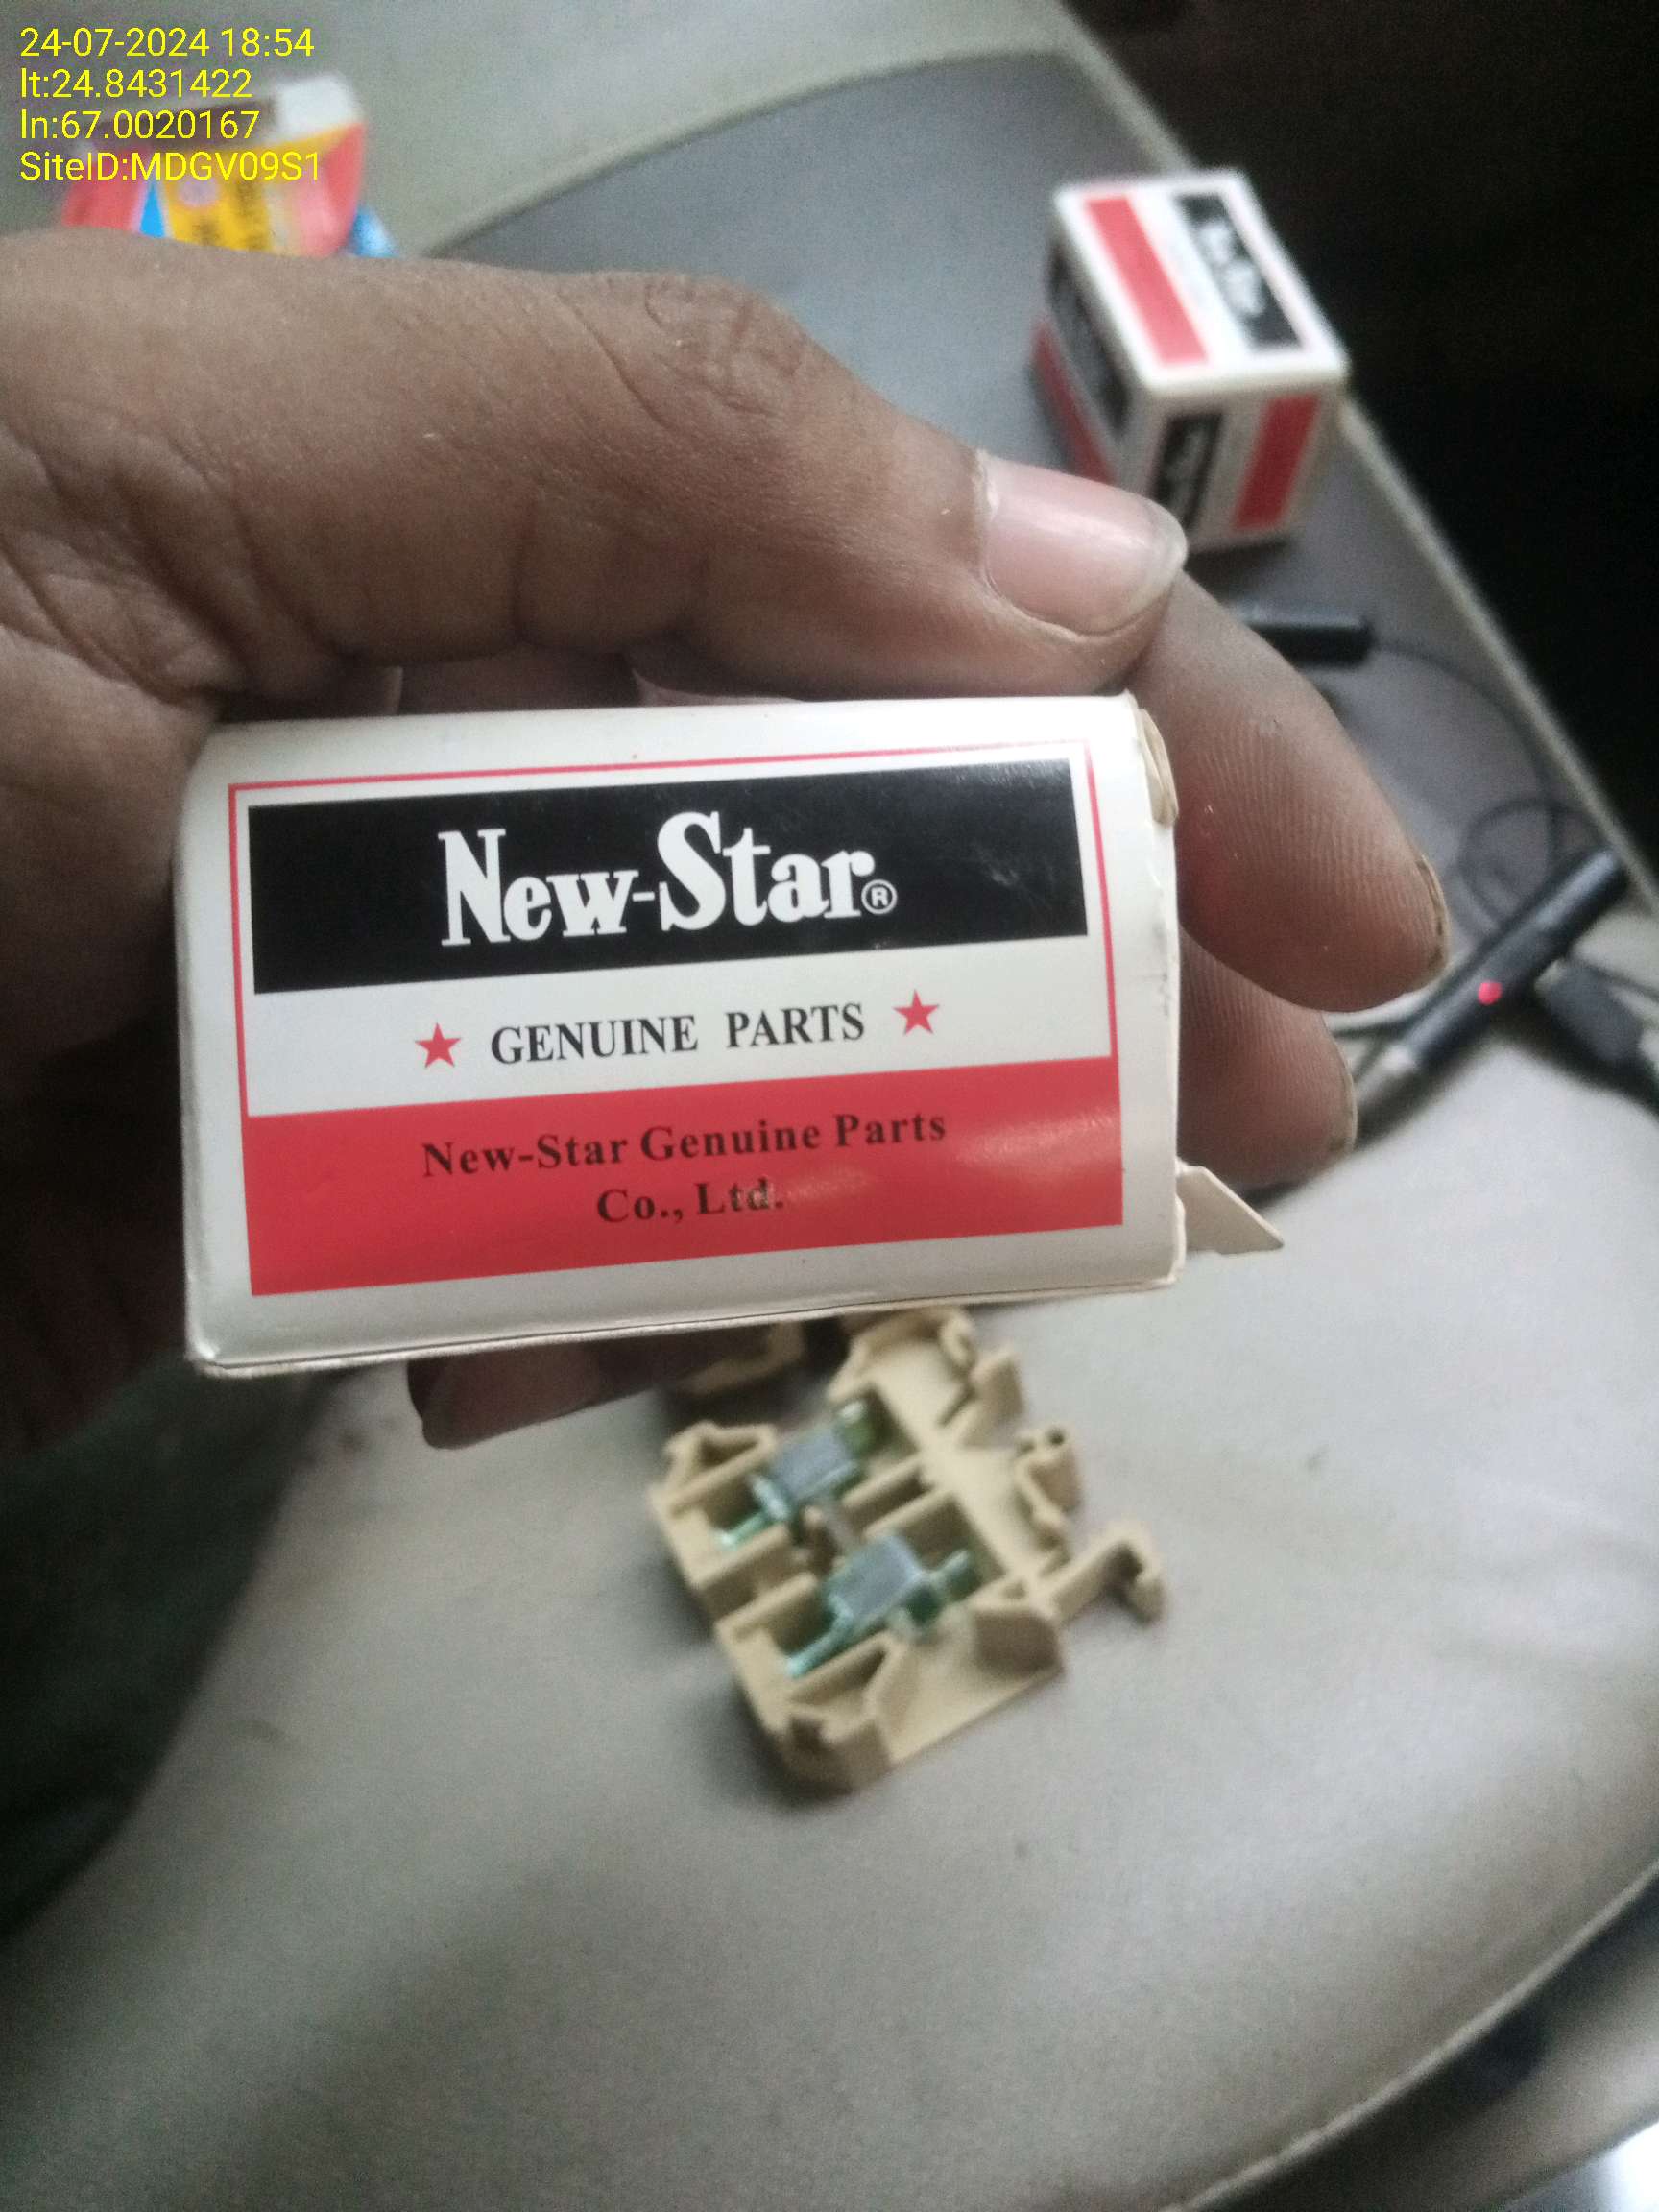 24-07-2024 18:54
lt:24.8431422
ln:67.0020167
SiteID:MDGV09S1
New-Star®
★ GENUINE PARTS ★
New-Star Genuine Parts
Co., Ltd.